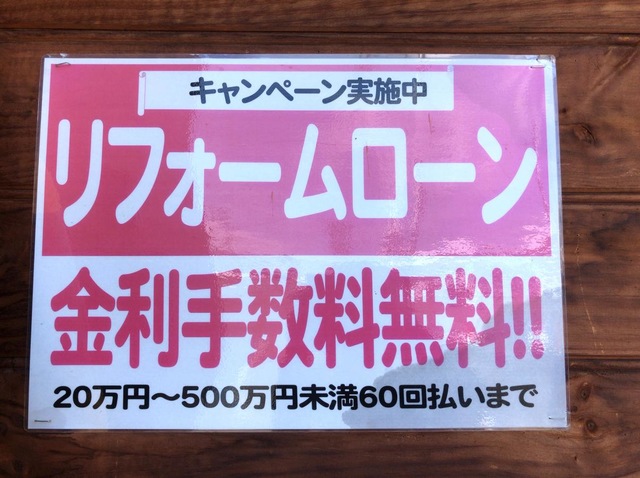 キャンペーン実施中
リフォームローン
金利手数料無料!!
20万円〜500万円未満60回払いまで